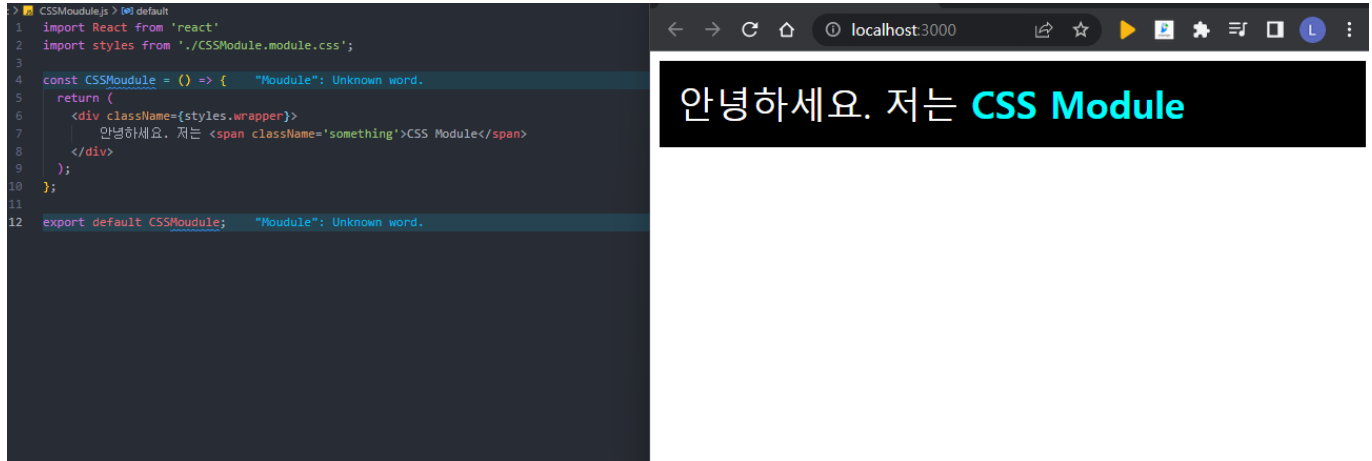 CSSMoudule.js > default
1 import React from 'react'
2 import styles from './CSSModule.module.css';
3
4 const CSSMoudule = () => { "Moudule": Unknown word.
5 return (
6 <div className={styles.wrapper}>
7 안녕하세요. 저는 <span className='something'>CSS Module</span>
8 </div>
9 );
10 };
11
12 export default CSSMoudule; "Moudule": Unknown word.
localhost:3000
L
안녕하세요. 저는 CSS Module